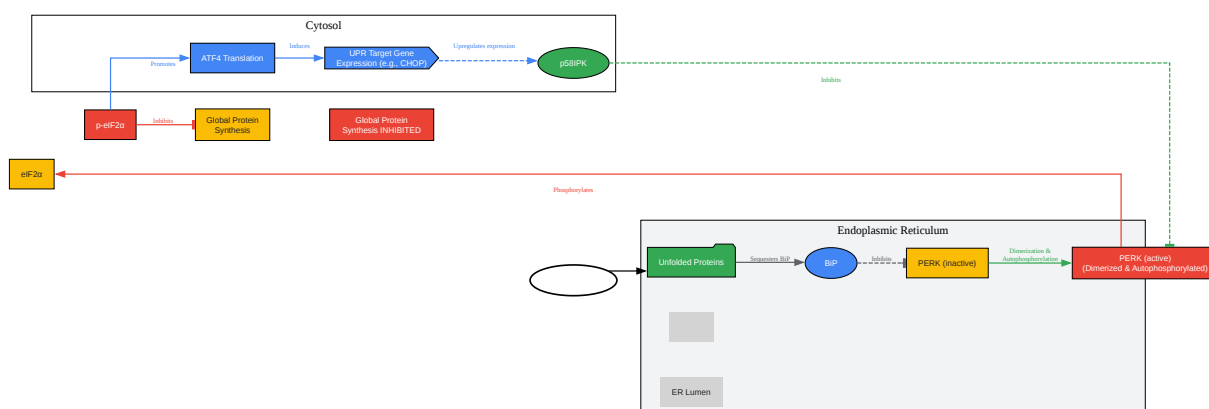 Cytosol
ATF4 Translation
Induces
UPR Target Gene
Expression (e.g., CHOP)
Upregulates expression
p58IPK
Promotes
Inhibits
p-eIF2α
Inhibits
Global Protein
Synthesis
Global Protein
Synthesis INHIBITED
eIF2α
Phosphorylates
Endoplasmic Reticulum
Unfolded Proteins
Sequesters BiP
BiP
Inhibits
PERK (inactive)
Dimerization &
Autophosphorylation
PERK (active)
(Dimerized & Autophosphorylated)
ER Lumen